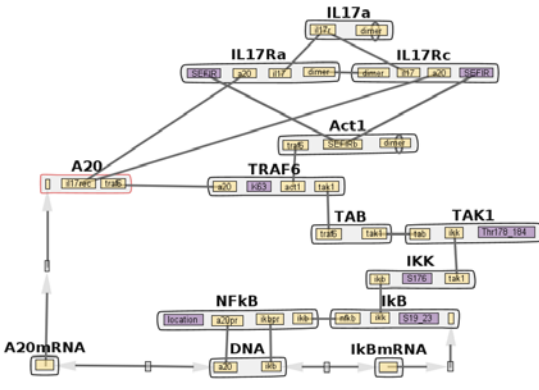 IL17a
il17r dimer
IL17Ra IL17Rc
SEFIR a20 il17 dimer dimer il17 a20 SEFIR
Act1
traf6 SEFIRb dimer
A20 TRAF6
il17rec traf6 a20 K63 act1 tak1
TAB TAK1
traf6 tak1 tab ikk Thr178_184
IKK
ikb S176 tak1
NFkB IkB
location a20pr ikbpr ikb nfkb ikk S19_23
A20mRNA DNA IkBmRNA
a20 ikb